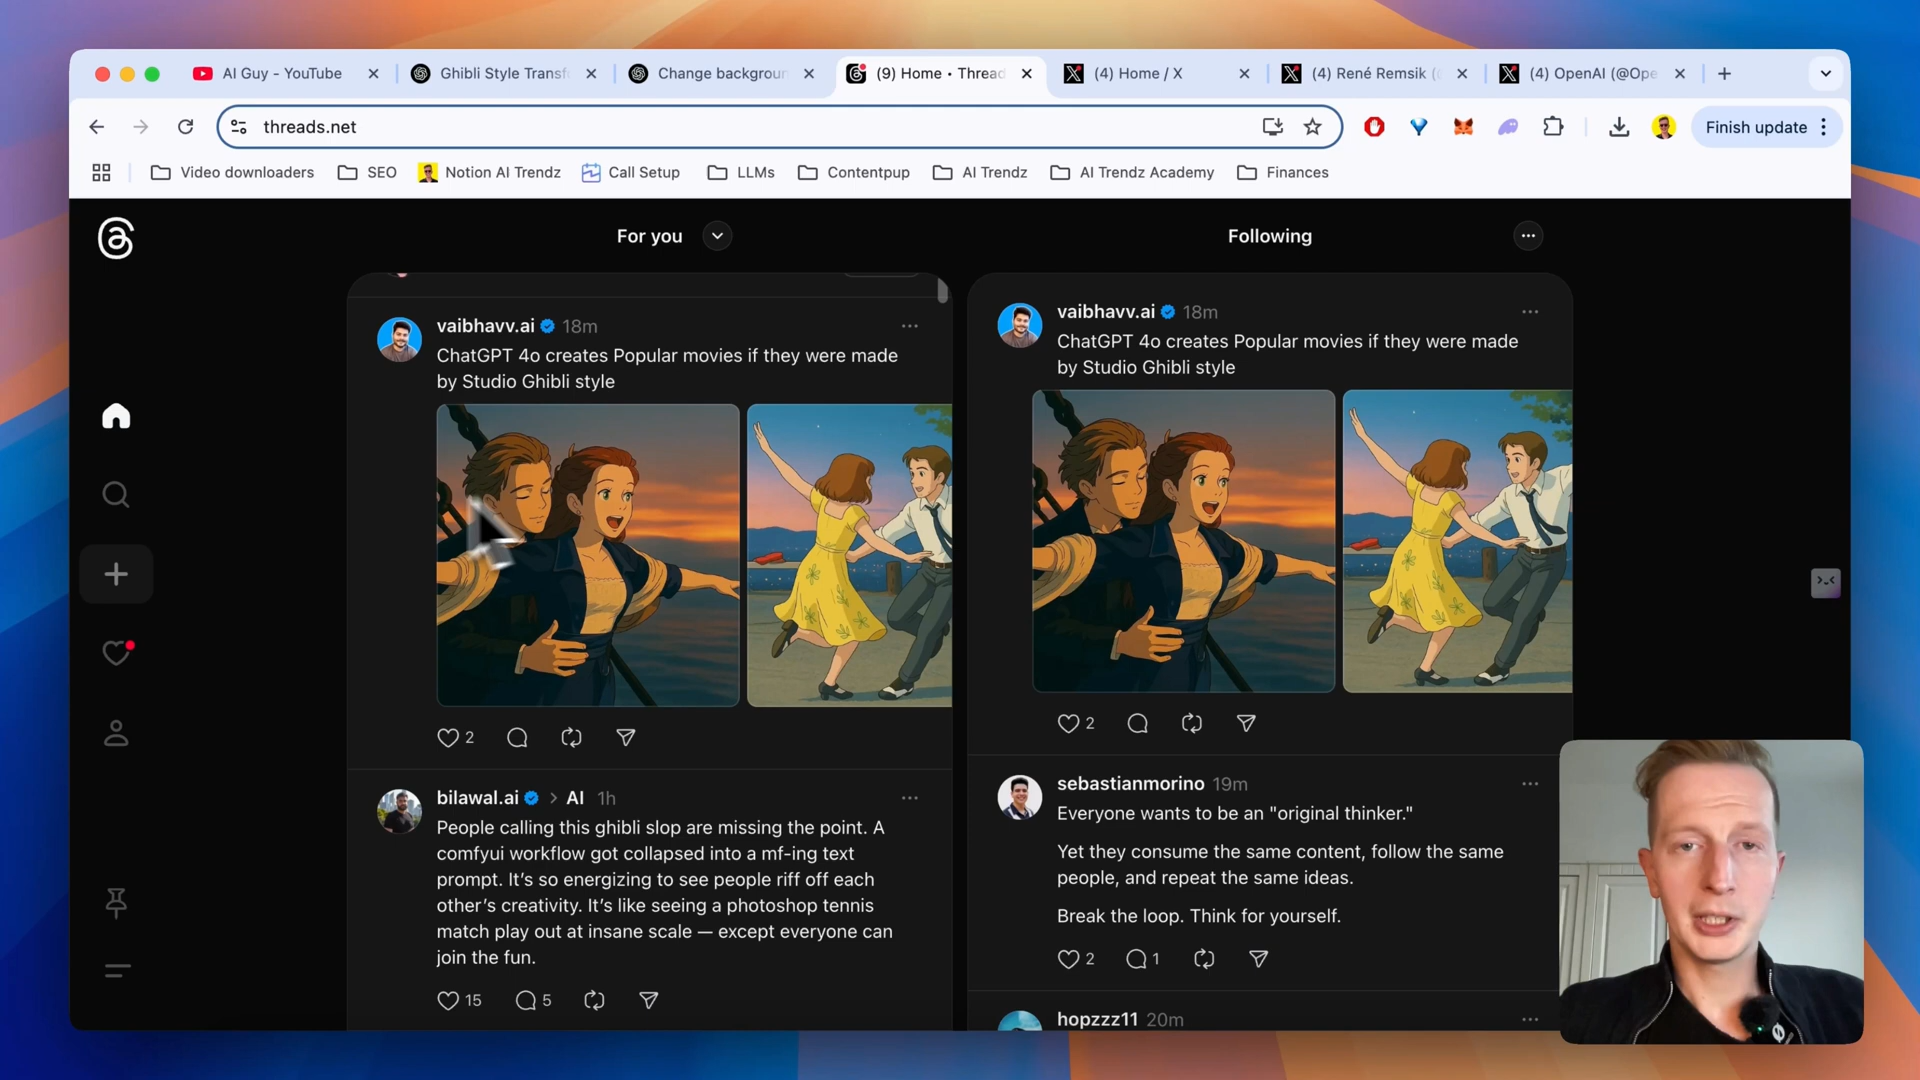 AI Guy - YouTube
Ghibli Style Transf
Change backgroun
(9) Home • Thread
(4) Home / X
(4) René Remsik (
(4) OpenAI (@Ope
threads.net
Finish update
Video downloaders
SEO
Notion AI Trendz
Call Setup
LLMs
Contentpup
AI Trendz
AI Trendz Academy
Finances
For you
Following
vaibhavv.ai 18m
ChatGPT 4o creates Popular movies if they were made
by Studio Ghibli style
2
bilawal.ai > AI 1h
People calling this ghibli slop are missing the point. A
comfyui workflow got collapsed into a mf-ing text
prompt. It’s so energizing to see people riff off each
other’s creativity. It’s like seeing a photoshop tennis
match play out at insane scale — except everyone can
join the fun.
15 5
vaibhavv.ai 18m
ChatGPT 4o creates Popular movies if they were made
by Studio Ghibli style
2
sebastianmorino 19m
Everyone wants to be an "original thinker."
Yet they consume the same content, follow the same
people, and repeat the same ideas.
Break the loop. Think for yourself.
2 1
hopzzz11 20m